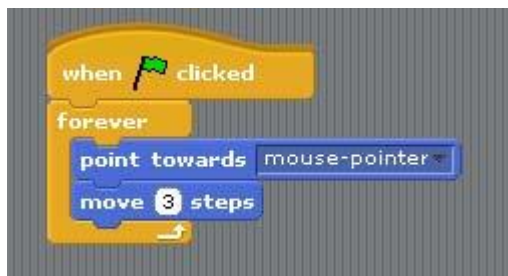 when clicked
forever
point towards mouse-pointer
move 3 steps